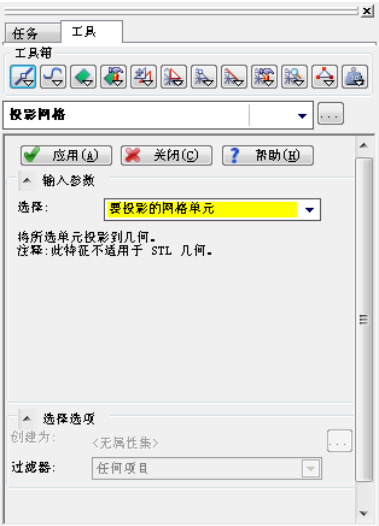 任务 工具
工具箱
投影网格 ...
应用(A) 关闭(C) ? 帮助(H)
输入参数
选择: 要投影的网格单元
将所选单元投影到几何。
注释:此特征不适用于 STL 几何。
选择选项
创建为: <无属性集> ...
过滤器: 任何项目